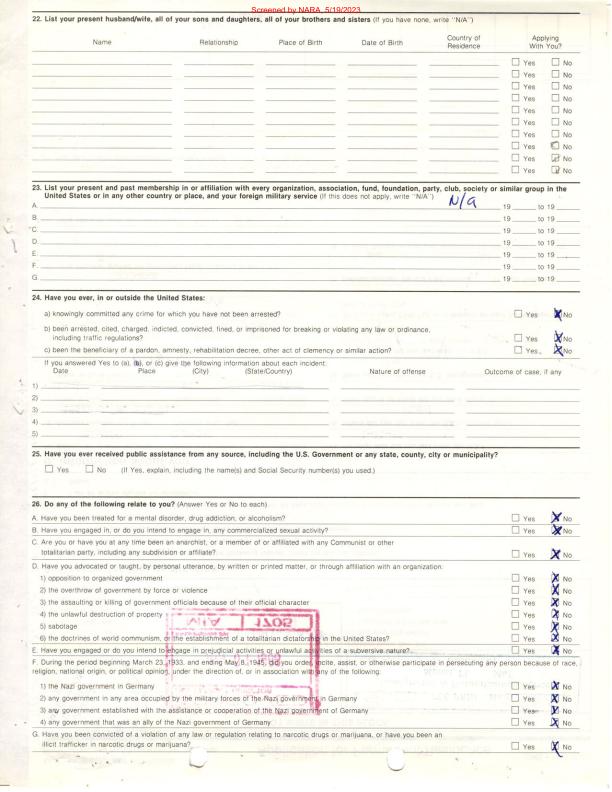 Screened by NARA, 5/19/2023
22. List your present husband/wife, all of your sons and daughters, all of your brothers and sisters (If you have none, write "N/A")
Name Relationship Place of Birth Date of Birth Country of Residence Applying With You?
Yes No
Yes No
Yes No
Yes No
Yes No
Yes No
Yes No
Yes No
Yes No
Yes No
23. List your present and past membership in or affiliation with every organization, association, fund, foundation, party, club, society or similar group in the
United States or in any other country or place, and your foreign military service (If this does not apply, write "N/A") N/A
A. 19 to 19
B. 19 to 19
C. 19 to 19
D. 19 to 19
E. 19 to 19
F. 19 to 19
G. 19 to 19
24. Have you ever, in or outside the United States:
a) knowingly committed any crime for which you have not been arrested? Yes No
b) been arrested, cited, charged, indicted, convicted, fined, or imprisoned for breaking or violating any law or ordinance,
including traffic regulations? Yes No
c) been the beneficiary of a pardon, amnesty, rehabilitation decree, other act of clemency or similar action? Yes No
If you answered Yes to (a), (b), or (c) give the following information about each incident:
Date Place (City) (State/Country) Nature of offense Outcome of case, if any
1)
2)
3)
4)
5)
25. Have you ever received public assistance from any source, including the U.S. Government or any state, county, city or municipality?
Yes No (If Yes, explain, including the name(s) and Social Security number(s) you used.)
26. Do any of the following relate to you? (Answer Yes or No to each)
A. Have you been treated for a mental disorder, drug addiction, or alcoholism? Yes No
B. Have you engaged in, or do you intend to engage in, any commercialized sexual activity? Yes No
C. Are you or have you at any time been an anarchist, or a member of or affiliated with any Communist or other
totalitarian party, including any subdivision or affiliate? Yes No
D. Have you advocated or taught, by personal utterance, by written or printed matter, or through affiliation with an organization:
1) opposition to organized government Yes No
2) the overthrow of government by force or violence Yes No
3) the assaulting or killing of government officials because of their official character Yes No
4) the unlawful destruction of property Yes No
5) sabotage Yes No
6) the doctrines of world communism, or the establishment of a totalitarian dictatorship in the United States? Yes No
E. Have you engaged or do you intend to engage in prejudicial activities or unlawful activities of a subversive nature? Yes No
F. During the period beginning March 23, 1933, and ending May 8, 1945, did you order, incite, assist, or otherwise participate in persecuting any person because of race,
religion, national origin, or political opinion, under the direction of, or in association with any of the following:
1) the Nazi government in Germany Yes No
2) any government in any area occupied by the military forces of the Nazi government in Germany Yes No
3) any government established with the assistance or cooperation of the Nazi government of Germany Yes No
4) any government that was an ally of the Nazi government of Germany Yes No
G. Have you been convicted of a violation of any law or regulation relating to narcotic drugs or marijuana, or have you been an
illicit trafficker in narcotic drugs or marijuana? Yes No